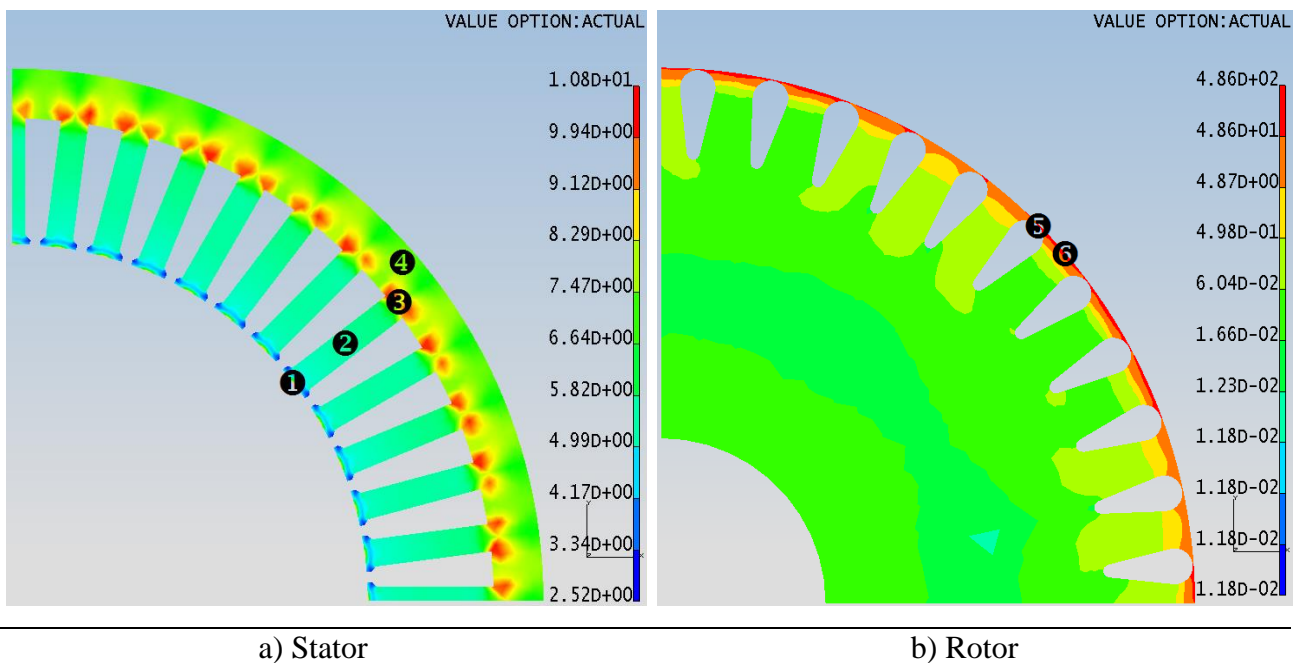 VALUE OPTION:ACTUAL
1.08D+01
9.94D+00
9.12D+00
8.29D+00
7.47D+00
6.64D+00
5.82D+00
4.99D+00
4.17D+00
3.34D+00
2.52D+00
1
2
3
4
Y
Z X
a) Stator
VALUE OPTION:ACTUAL
4.86D+02
4.86D+01
4.87D+00
4.98D-01
6.04D-02
1.66D-02
1.23D-02
1.18D-02
1.18D-02
1.18D-02
1.18D-02
5
6
Y
Z X
b) Rotor